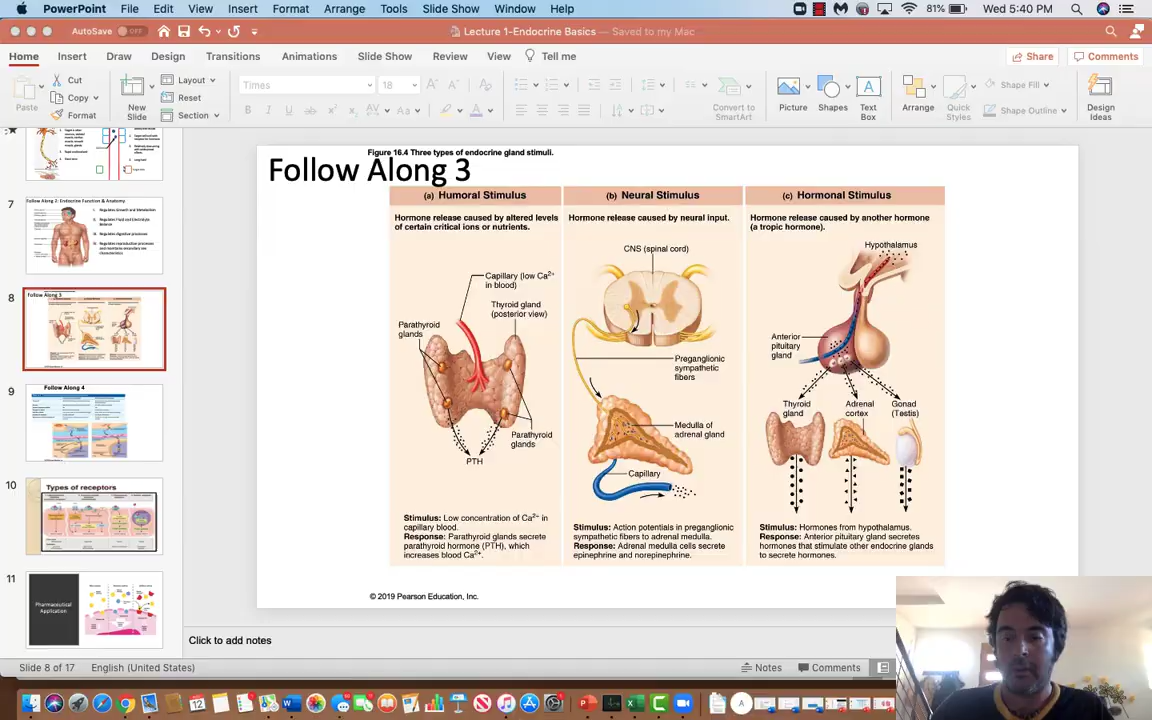 PowerPoint File Edit View Insert Format Arrange Tools Slide Show Window Help 81% Wed 5:40 PM
AutoSave OFF Lecture 1-Endocrine Basics — Saved to my Mac
Home Insert Draw Design Transitions Animations Slide Show Review View Tell me Share Comments
Paste Cut Copy Format
New Slide Layout Reset Section
Times 18
Convert to SmartArt
Picture Shapes Text Box Arrange Quick Styles Shape Fill Shape Outline Design Ideas
7
Follow Along 2: Endocrine Function & Anatomy
8
Follow Along 3
9
Follow Along 4
10
Types of receptors
11
Pharmaceutical
Application
Figure 16.4 Three types of endocrine gland stimuli.
Follow Along 3
(a) Humoral Stimulus
Hormone release caused by altered levels
of certain critical ions or nutrients.
Capillary (low Ca2+
in blood)
Thyroid gland
(posterior view)
Parathyroid
glands
Parathyroid
glands
PTH
Stimulus: Low concentration of Ca2+ in
capillary blood.
Response: Parathyroid glands secrete
parathyroid hormone (PTH), which
increases blood Ca2+.
(b) Neural Stimulus
Hormone release caused by neural input.
CNS (spinal cord)
Preganglionic
sympathetic
fibers
Medulla of
adrenal gland
Capillary
Stimulus: Action potentials in preganglionic
sympathetic fibers to adrenal medulla.
Response: Adrenal medulla cells secrete
epinephrine and norepinephrine.
(c) Hormonal Stimulus
Hormone release caused by another hormone
(a tropic hormone).
Hypothalamus
Anterior
pituitary
gland
Thyroid
gland
Adrenal
cortex
Gonad
(Testis)
Stimulus: Hormones from hypothalamus.
Response: Anterior pituitary gland secretes
hormones that stimulate other endocrine glands
to secrete hormones.
© 2019 Pearson Education, Inc.
Click to add notes
Slide 8 of 17 English (United States) Notes Comments